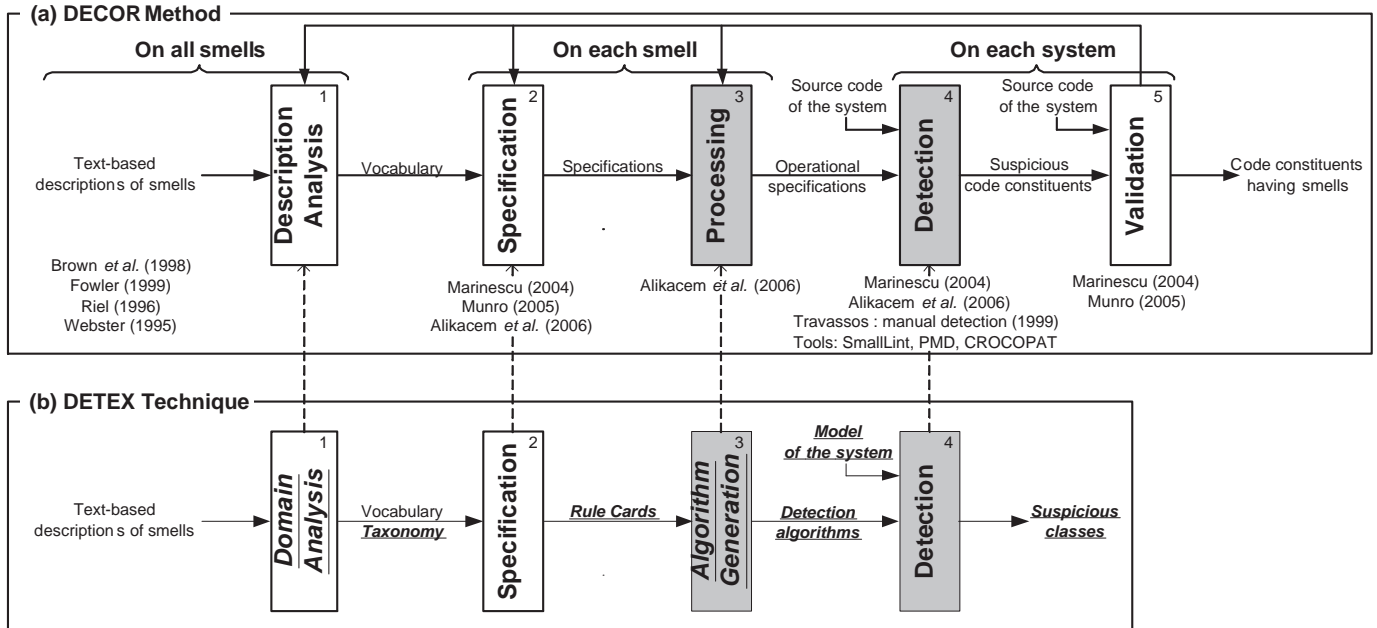 (a) DECOR Method
On all smells
On each smell
On each system
Text-based
descriptions of smells
1
Description
Analysis
Vocabulary
2
Specification
Specifications
3
Processing
Operational
specifications
Source code
of the system
4
Detection
Suspicious
code constituents
Source code
of the system
5
Validation
Code constituents
having smells
Brown et al. (1998)
Fowler (1999)
Riel (1996)
Webster (1995)
Marinescu (2004)
Munro (2005)
Alikacem et al. (2006)
Alikacem et al. (2006)
Marinescu (2004)
Alikacem et al. (2006)
Travassos : manual detection (1999)
Tools: SmallLint, PMD, CROCOPAT
Marinescu (2004)
Munro (2005)
(b) DETEX Technique
Text-based
descriptions of smells
1
Domain
Analysis
Vocabulary
Taxonomy
2
Specification
Rule Cards
3
Algorithm
Generation
Detection
algorithms
Model
of the system
4
Detection
Suspicious
classes